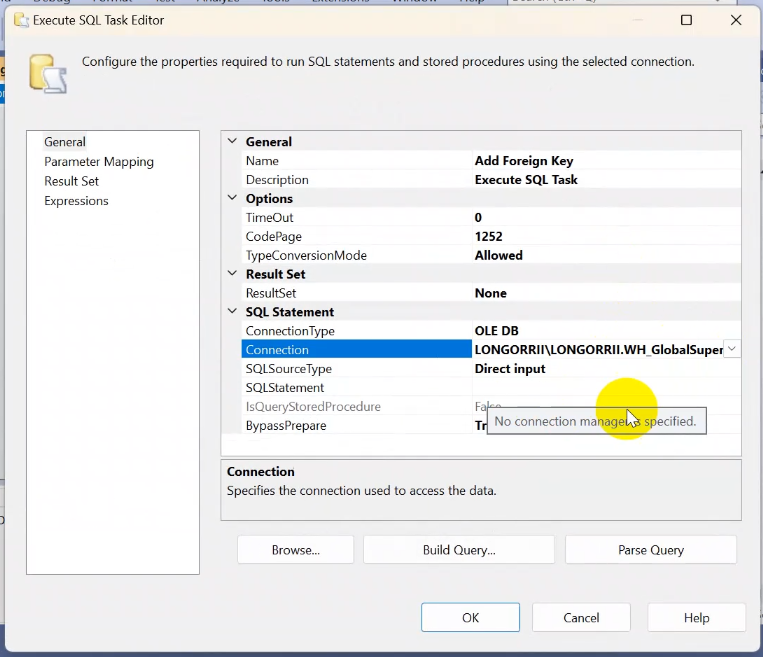 Execute SQL Task Editor
Configure the properties required to run SQL statements and stored procedures using the selected connection.
General
Parameter Mapping
Result Set
Expressions
General
Name Add Foreign Key
Description Execute SQL Task
Options
TimeOut 0
CodePage 1252
TypeConversionMode Allowed
Result Set
ResultSet None
SQL Statement
ConnectionType OLE DB
Connection LONGORRII\LONGORRII.WH_GlobalSuper
SQLSourceType Direct input
SQLStatement
IsQueryStoredProcedure False
No connection manager is specified.
BypassPrepare Tr
Connection
Specifies the connection used to access the data.
Browse... Build Query... Parse Query
OK Cancel Help